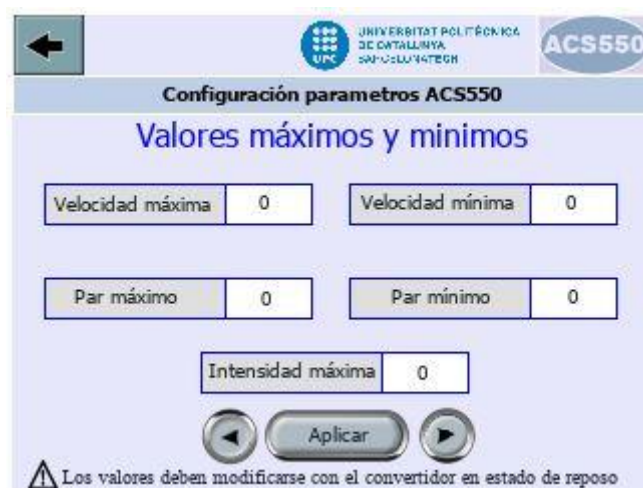 UNIVERSITAT POLITÈCNICA
DE CATALUNYA
BARCELONATECH
UPC
ACS550
Configuración parametros ACS550
Valores máximos y minimos
Velocidad máxima 0 Velocidad mínima 0
Par máximo 0 Par mínimo 0
Intensidad máxima 0
Aplicar
Los valores deben modificarse con el convertidor en estado de reposo